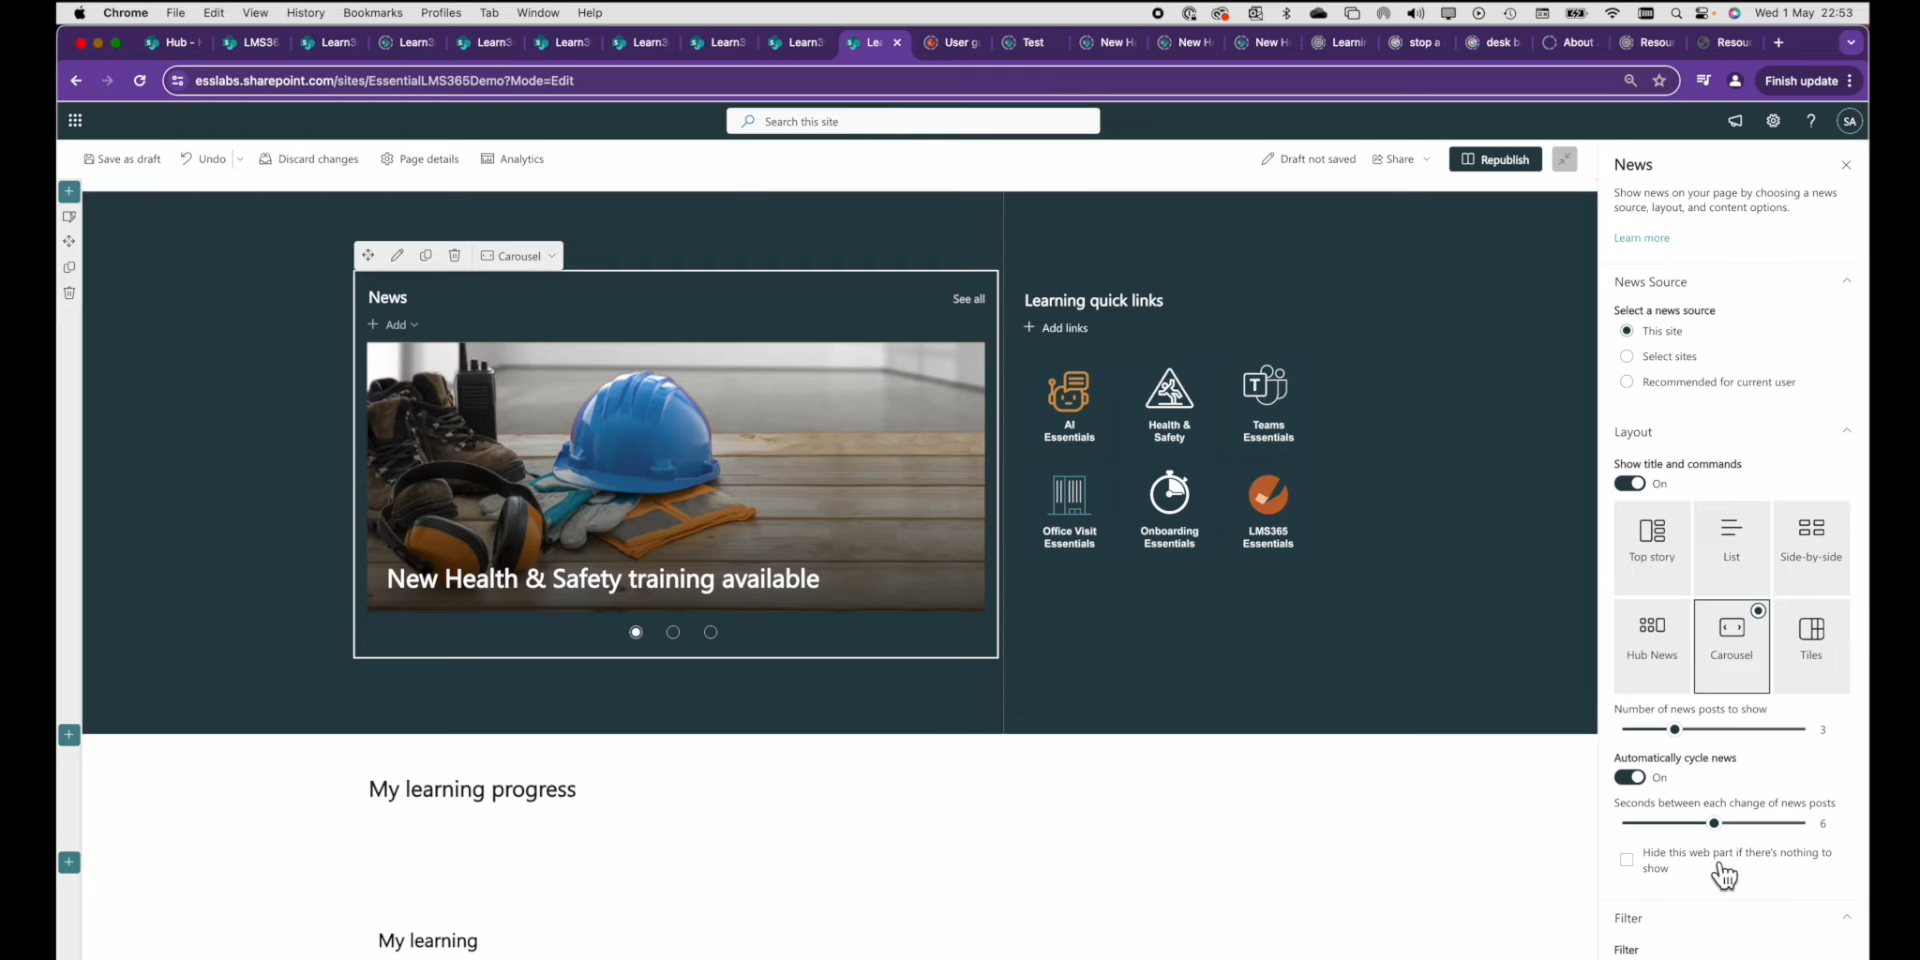 Chrome File Edit View History Bookmarks Profiles Tab Window Help Wed 1 May 22:53
Hub - LMS36 Learn3 Learn3 Learn3 Learn3 Learn3 Learn3 Learn3 Le User g Test New H New H New H Learnin stop a desk b About Resou Resou
esslabs.sharepoint.com/sites/EssentialLMS365Demo?Mode=Edit Finish update
Search this site SA
Save as draft Undo Discard changes Page details Analytics Draft not saved Share Republish
News
Show news on your page by choosing a news
source, layout, and content options.
Learn more
News Source
Select a news source
This site
Select sites
Recommended for current user
Layout
Show title and commands
On
Top story List Side-by-side
Hub News Carousel Tiles
Number of news posts to show
3
Automatically cycle news
On
Seconds between each change of news posts
6
Hide this web part if there's nothing to
show
Filter
Filter
Carousel
News See all
Add
New Health & Safety training available
Learning quick links
Add links
AI
Essentials
Health &
Safety
Teams
Essentials
Office Visit
Essentials
Onboarding
Essentials
LMS365
Essentials
My learning progress
My learning